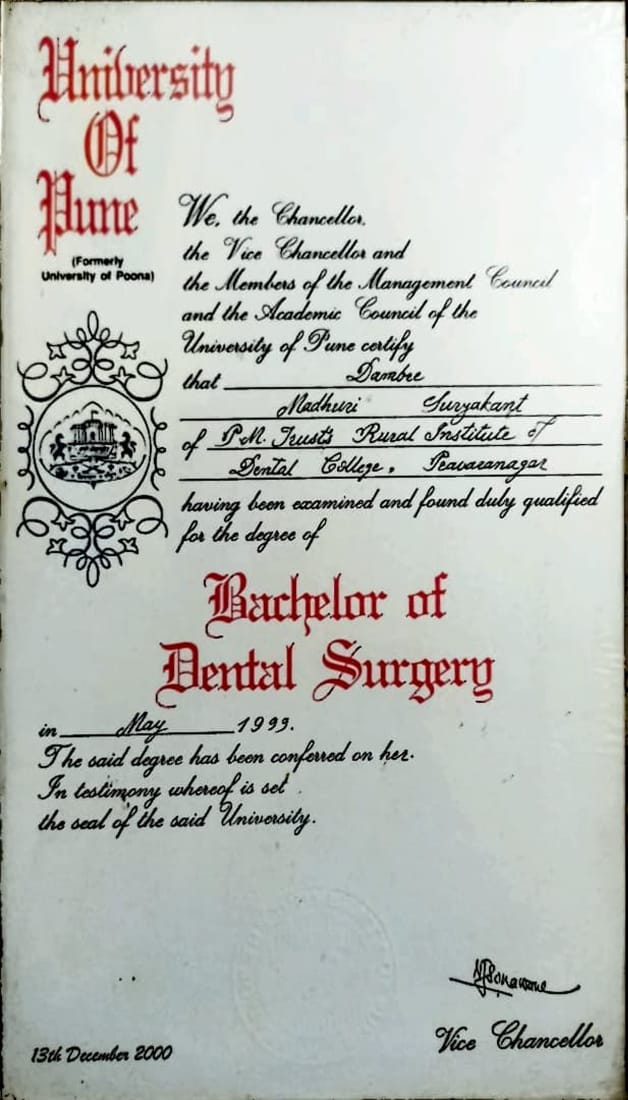 University
Of
Pune
(Formerly
University of Poona)
We, the Chancellor,
the Vice Chancellor and
the Members of the Management Council
and the Academic Council of the
University of Pune certify
that Dambre
Madhuri Suryakant
of P.M. Trust's Rural Institute of
Dental College, Pravaranagar
having been examined and found duly qualified
for the degree of
Bachelor of
Dental Surgery
in May 1999.
The said degree has been conferred on her.
In testimony whereof is set
the seal of the said University.
Vice Chancellor
13th December 2000